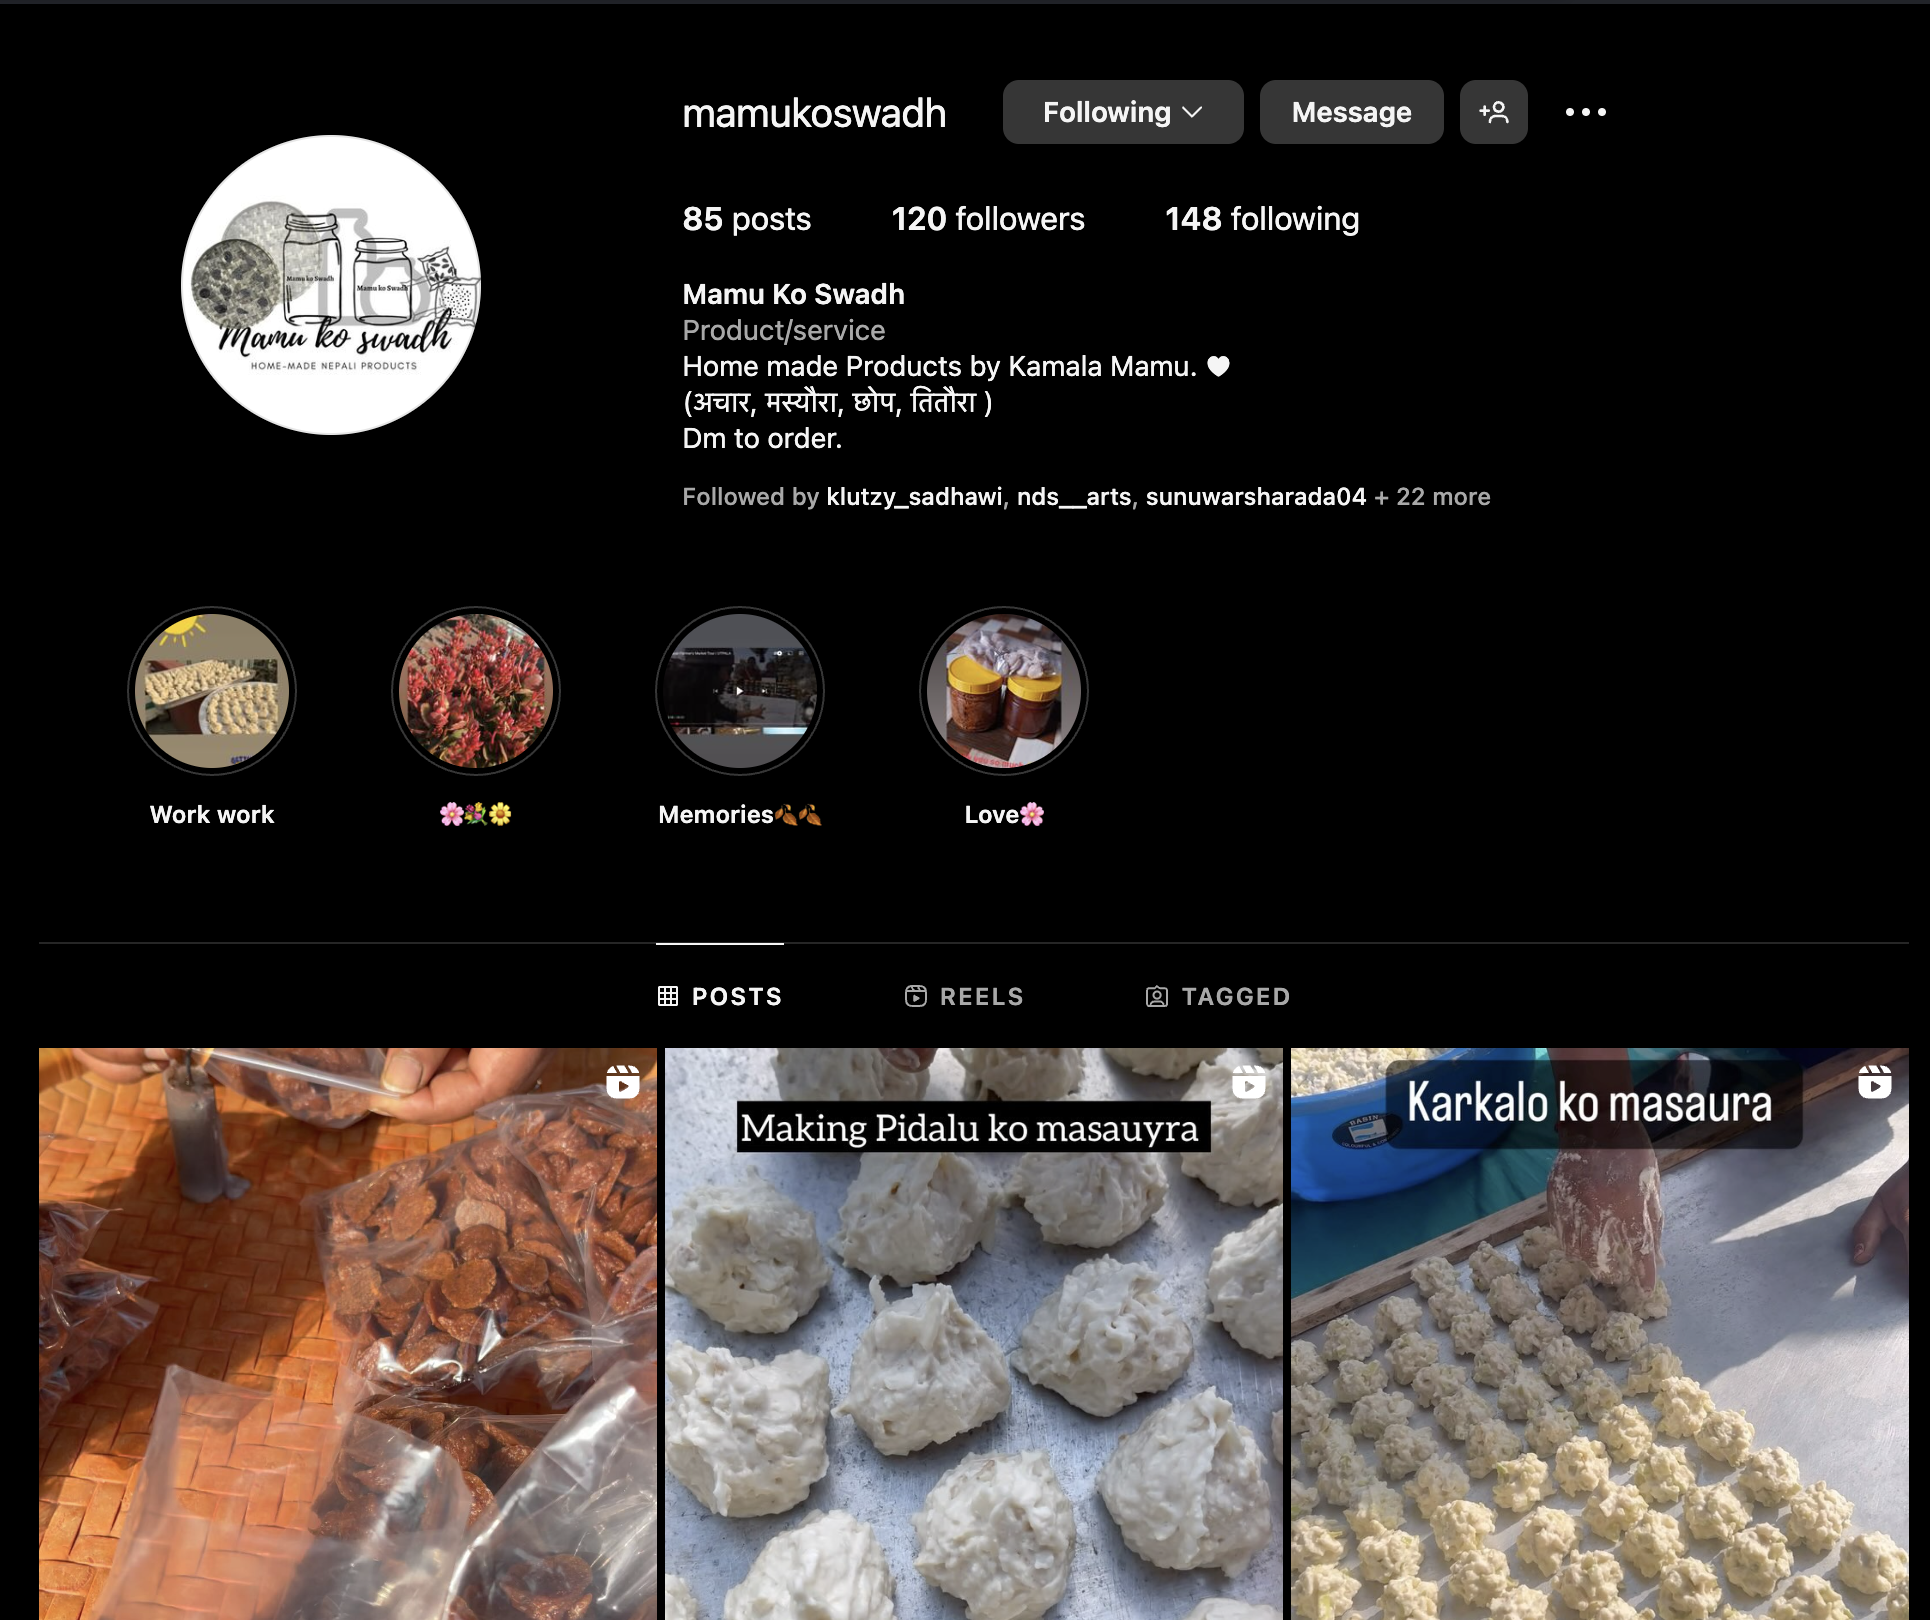 mamukoswadh
Following
Message
85 posts
120 followers
148 following
Mamu ko Swadh
Mamu ko Swadh
Mamu ko swadh
HOME-MADE NEPALI PRODUCTS
Mamu Ko Swadh
Product/service
Home made Products by Kamala Mamu. 🤍
(अचार, मस्यौरा, छोप, तितौरा )
Dm to order.
Followed by klutzy_sadhawi, nds__arts, sunuwarsharada04 + 22 more
Work work
🌸💐🌼
Memories🍂🍂
Love🌸
POSTS
REELS
TAGGED
Making Pidalu ko masauyra
Karkalo ko masaura
BASIN